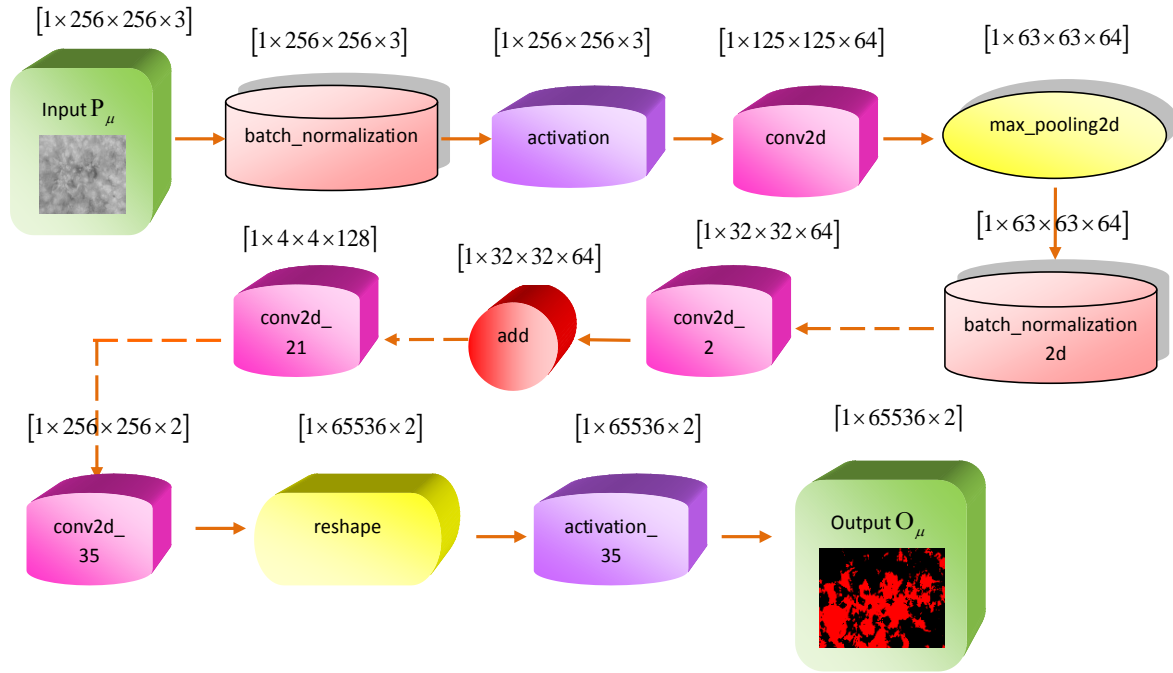 [1×256×256×3]
Input P_μ
[1×256×256×3]
batch_normalization
[1×256×256×3]
activation
[1×125×125×64]
conv2d
[1×63×63×64]
max_pooling2d
[1×63×63×64]
batch_normalization
2d
[1×32×32×64]
conv2d_
2
[1×32×32×64]
add
[1×4×4×128]
conv2d_
21
[1×256×256×2]
conv2d_
35
[1×65536×2]
reshape
[1×65536×2]
activation_
35
[1×65536×2]
Output O_μ